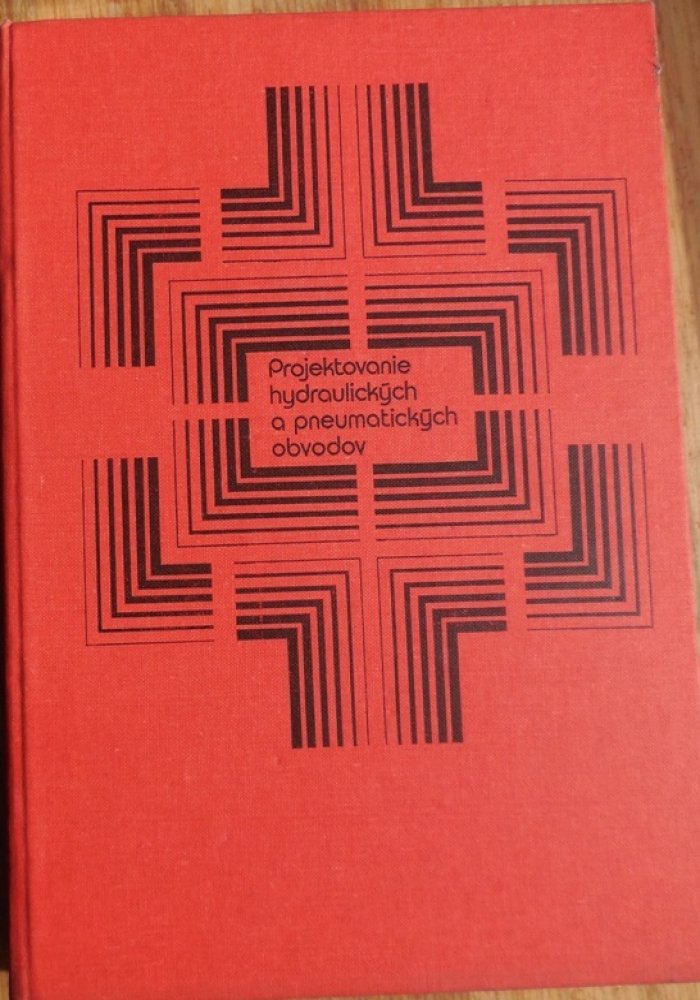 Projektovanie
hydraulických
a pneumatických
obvodov